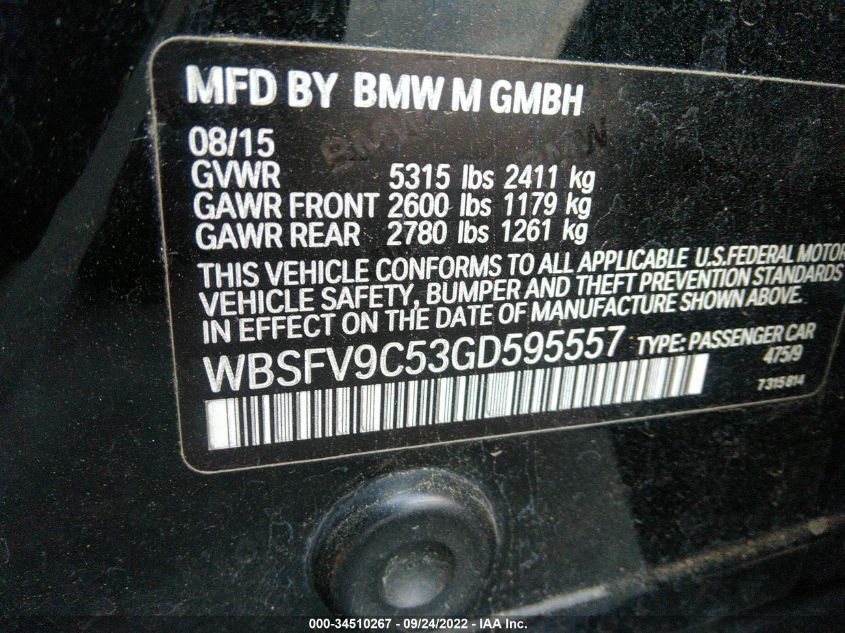 MFD BY BMW M GMBH
08/15
GVWR 5315 lbs 2411 kg
GAWR FRONT 2600 lbs 1179 kg
GAWR REAR 2780 lbs 1261 kg
THIS VEHICLE CONFORMS TO ALL APPLICABLE U.S.FEDERAL MOTOR
VEHICLE SAFETY, BUMPER AND THEFT PREVENTION STANDARDS
IN EFFECT ON THE DATE OF MANUFACTURE SHOWN ABOVE.
WBSFV9C53GD595557 TYPE: PASSENGER CAR
475/9
7315814
000-34510267 - 09/24/2022 - © IAA Inc.